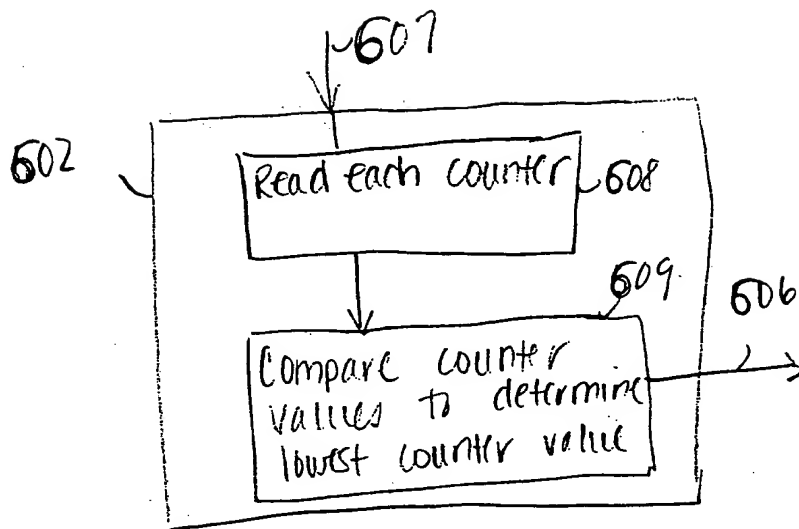 607
602
Read each counter
608
609.
606
Compare counter
values to determine
lowest counter value